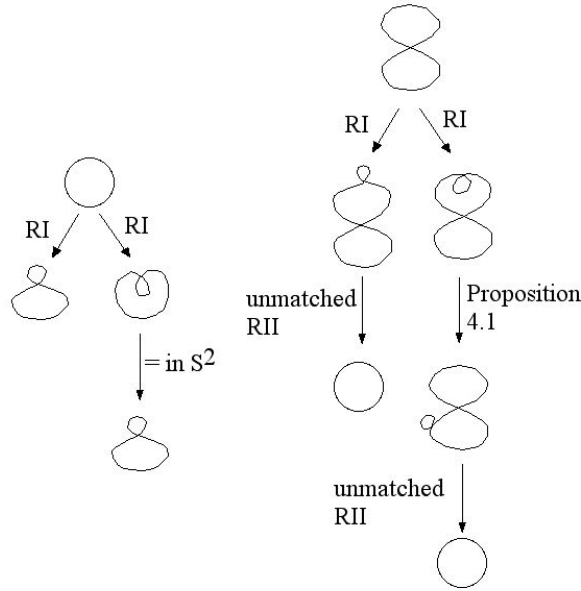 RI
RI
= in S²
RI
RI
unmatched
RII
Proposition
4.1
unmatched
RII